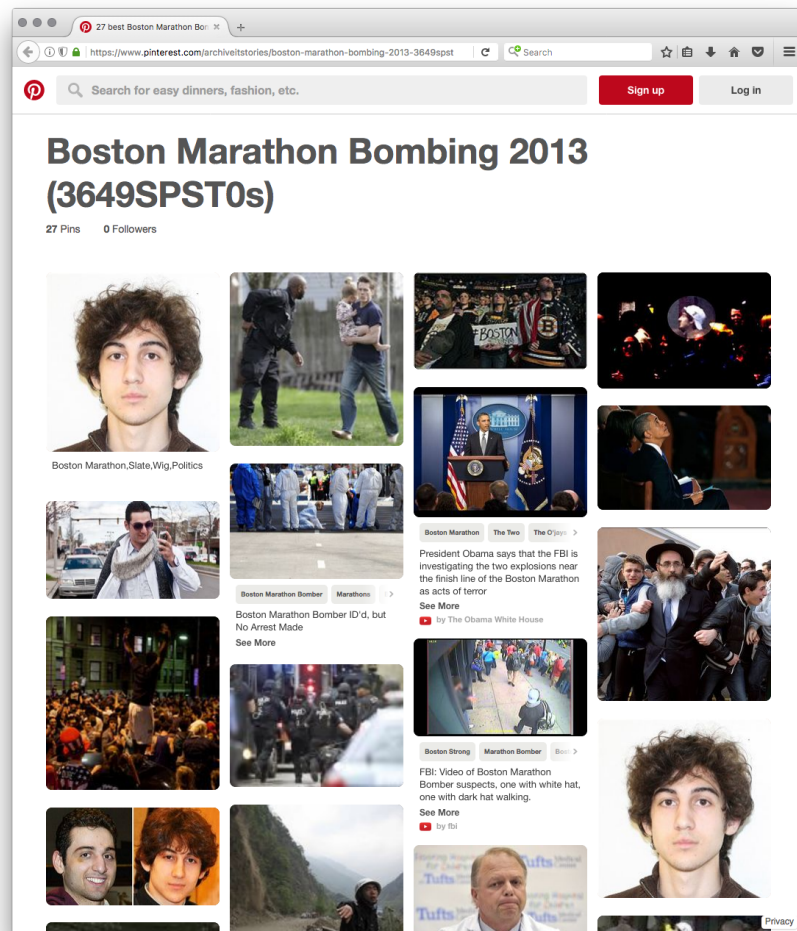 27 best Boston Marathon Bon
https://www.pinterest.com/archiveitstories/boston-marathon-bombing-2013-3649spst
Search
Search for easy dinners, fashion, etc.
Sign up
Log in
Boston Marathon Bombing 2013
(3649SPST0s)
27 Pins
0 Followers
Boston Marathon,Slate,Wig,Politics
Boston Marathon Bomber
Marathons
Boston Marathon Bomber ID'd, but
No Arrest Made
See More
#BOSTON
Boston Marathon
The Two
The O'jays
President Obama says that the FBI is
investigating the two explosions near
the finish line of the Boston Marathon
as acts of terror
See More
by The Obama White House
Boston Strong
Marathon Bomber
FBI: Video of Boston Marathon
Bomber suspects, one with white hat,
one with dark hat walking.
See More
by fbi
Tufts Medical
Tufts
Tufts
Privacy